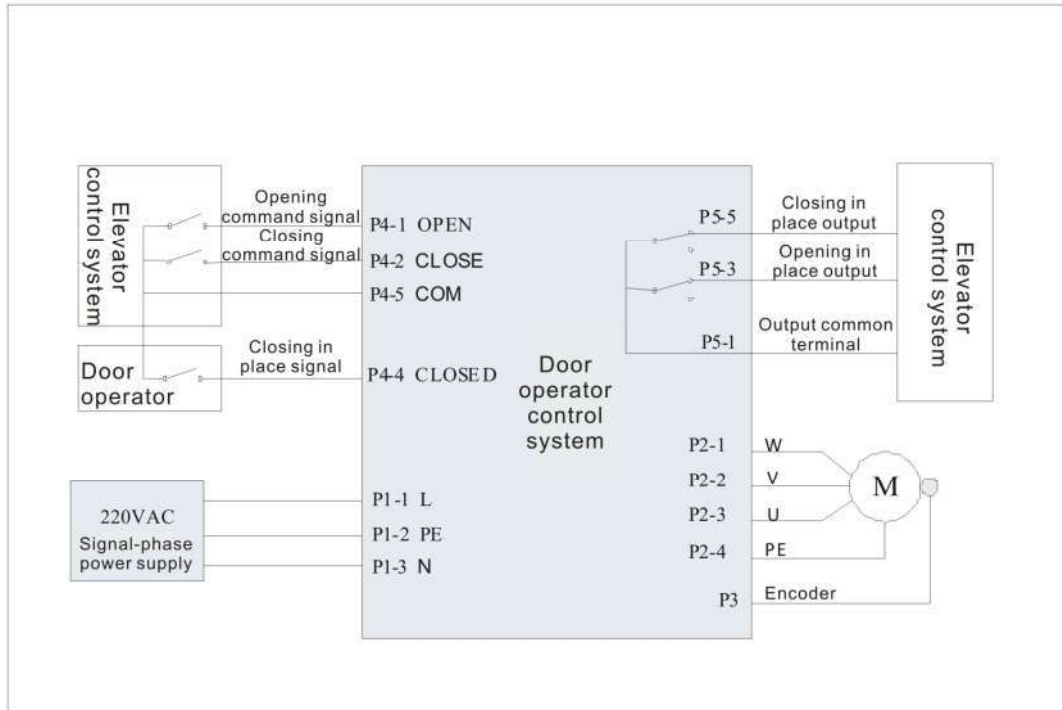 Elevator
control system
Opening
command signal
Closing
command signal
P4-1 OPEN
P4-2 CLOSE
P4-5 COM
Door
operator
Closing in
place signal
P4-4 CLOSED
220VAC
Signal-phase
power supply
P1-1 L
P1-2 PE
P1-3 N
Door
operator
control
system
P5-5
Closing in
place output
P5-3
Opening in
place output
P5-1
Output common
terminal
Elevator
control system
P2-1 W
P2-2 V
P2-3 U
P2-4 PE
M
P3 Encoder